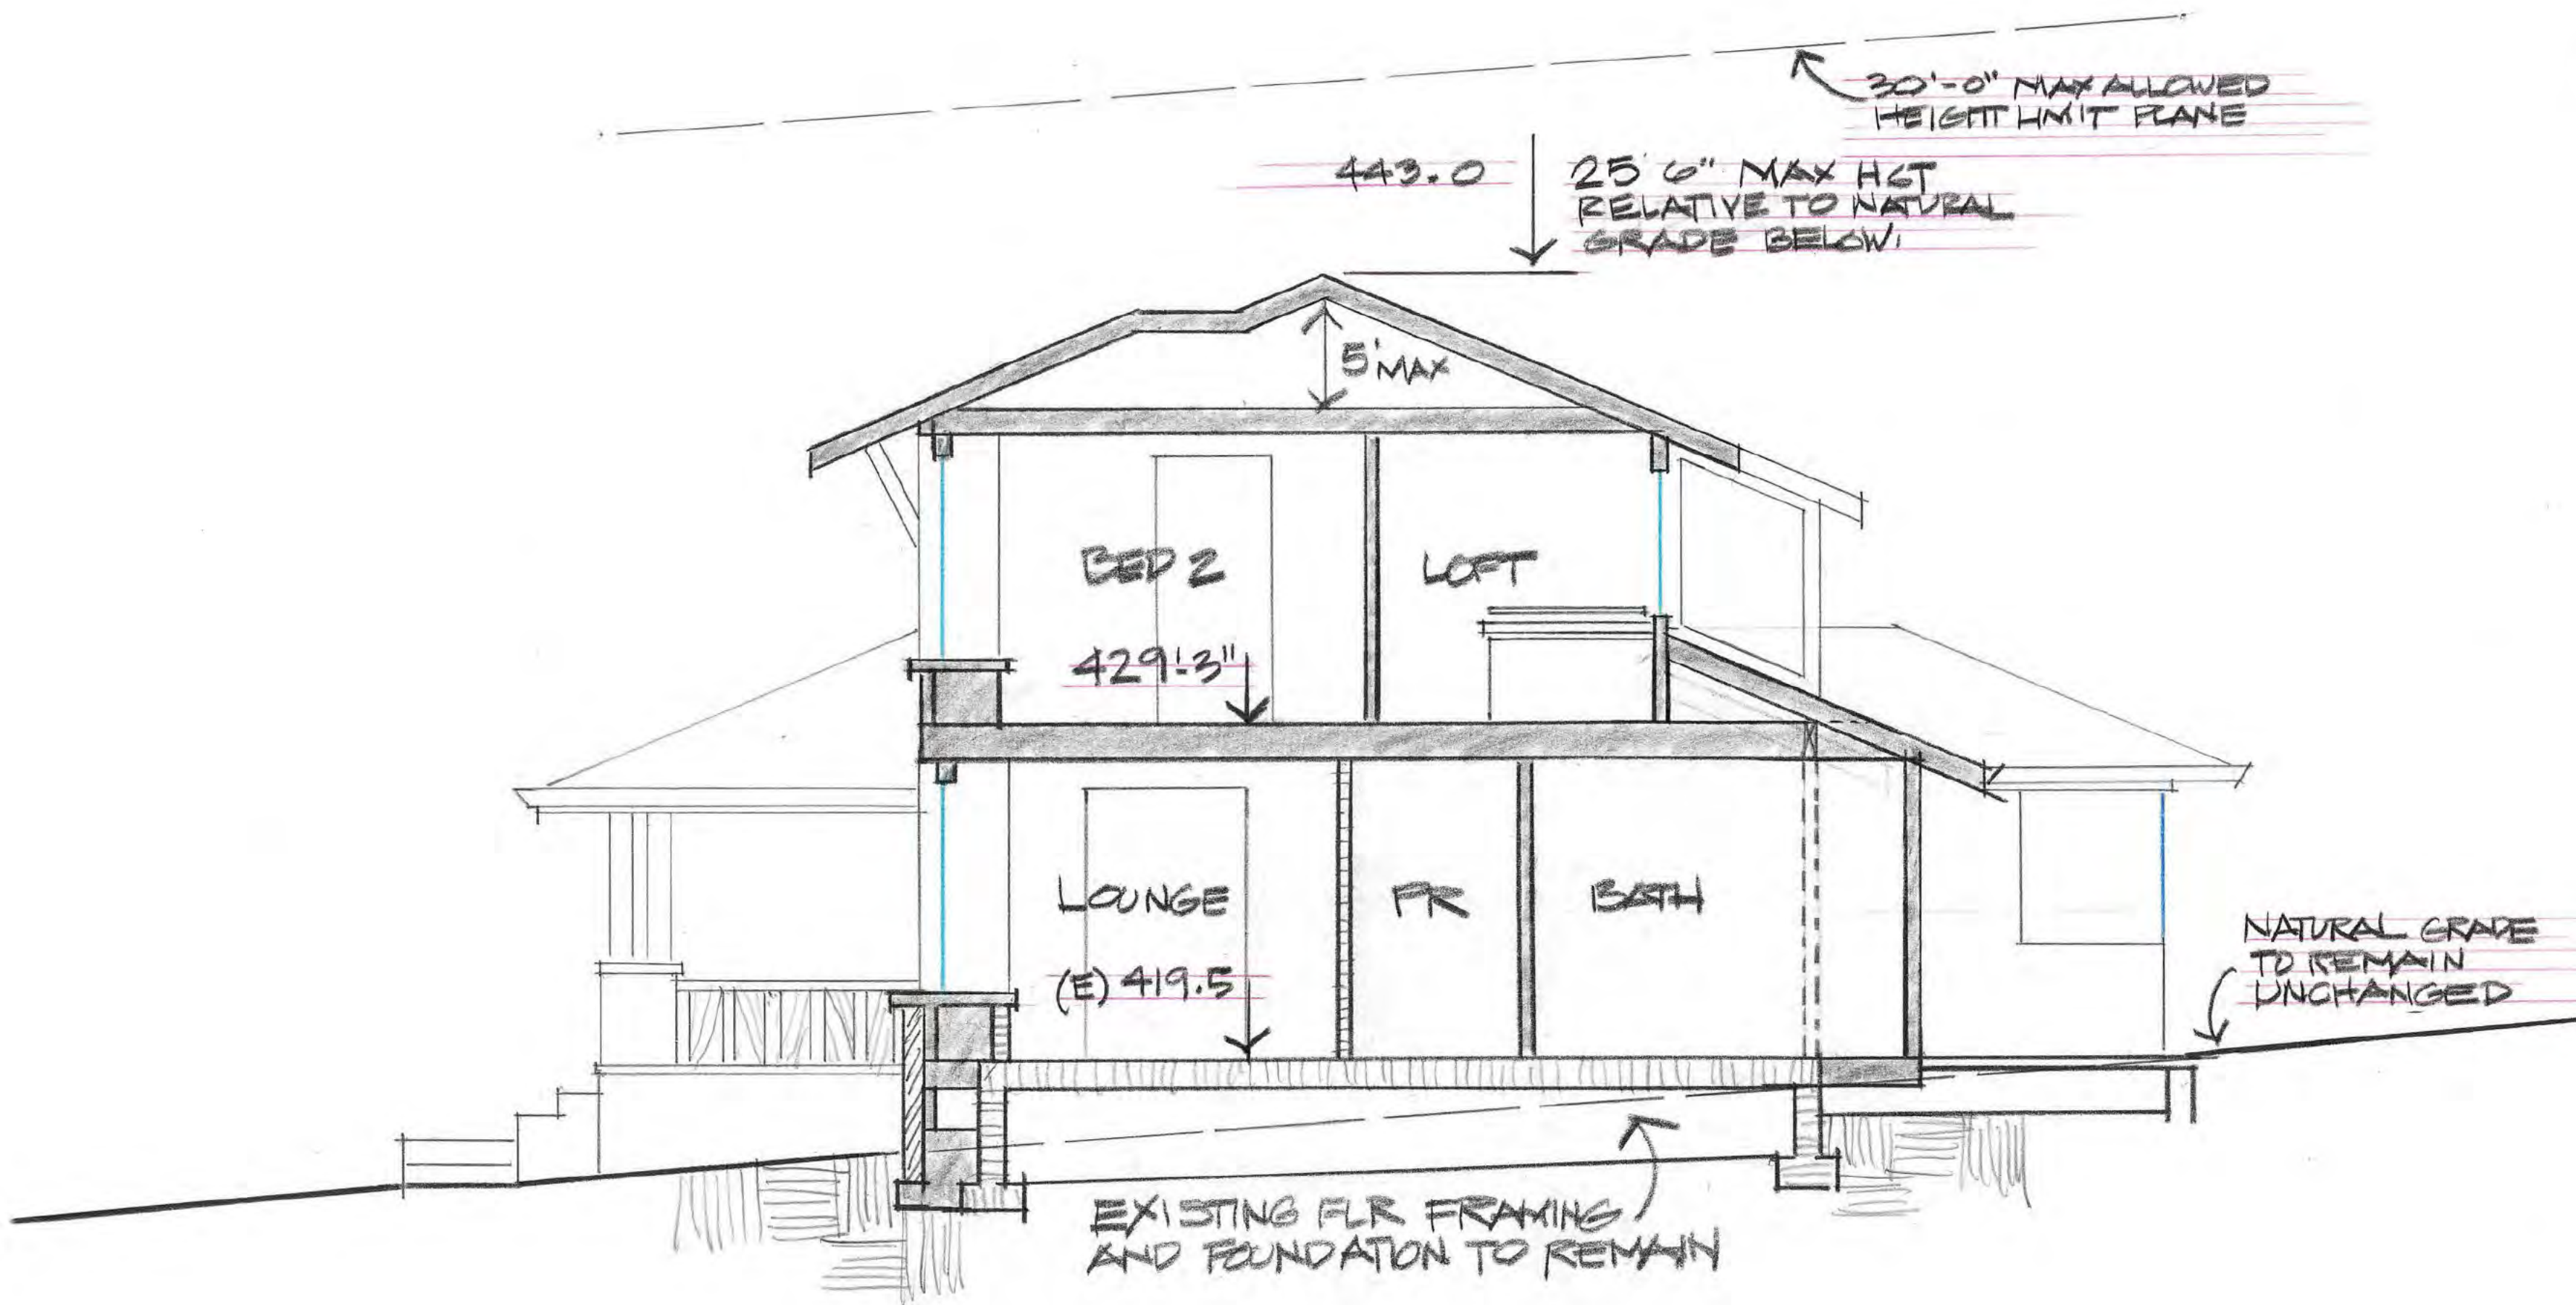 30'-0" MAX ALLOWED
HEIGHT LIMIT PLANE
443.0
25'6" MAX HGT
RELATIVE TO NATURAL
GRADE BELOW.
5' MAX
BED 2
LOFT
429'-3"
LOUNGE
PR
BATH
(E) 419.5
NATURAL GRADE
TO REMAIN
UNCHANGED
EXISTING FLR FRAMING
AND FOUNDATION TO REMAIN